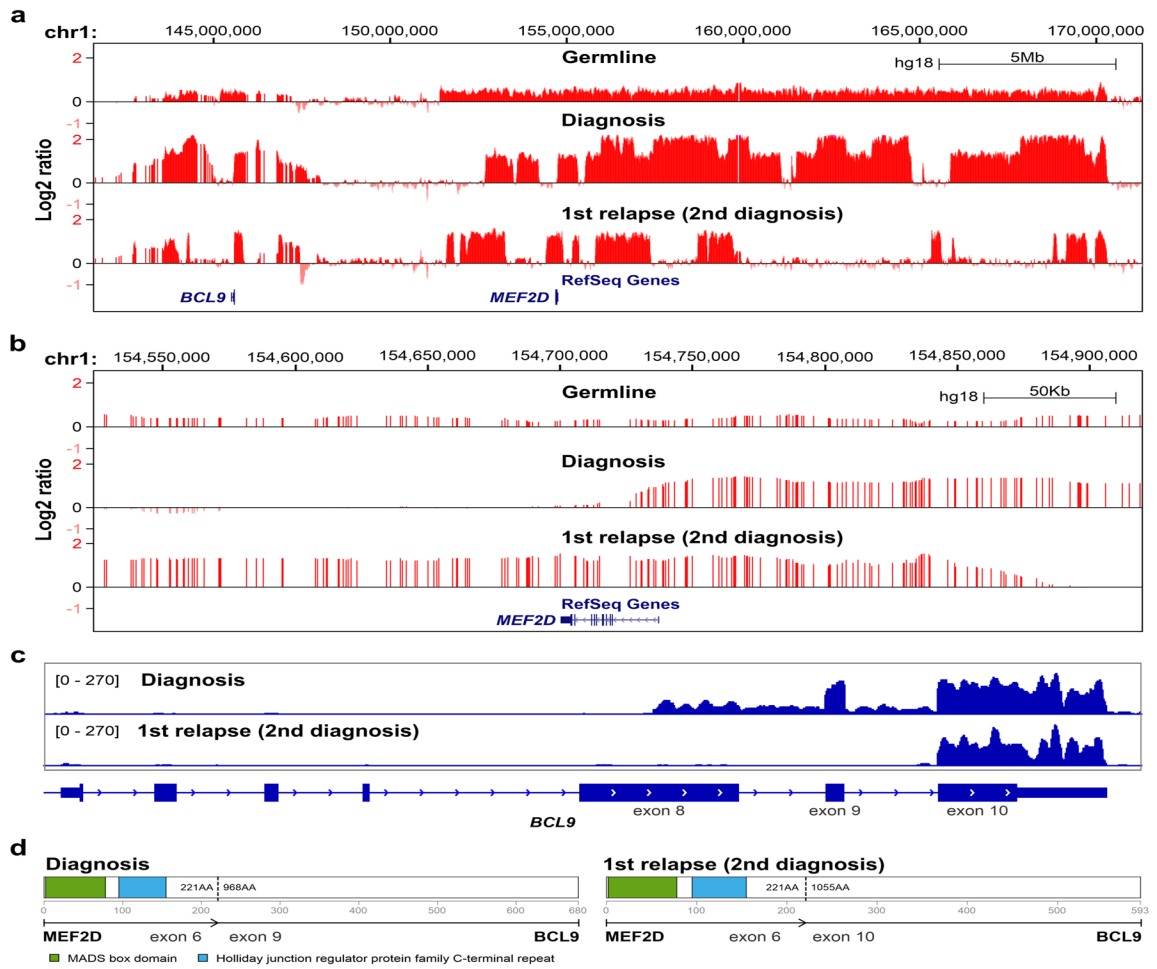 a
chr1: 145,000,000 150,000,000 155,000,000 160,000,000 165,000,000 170,000,000
Germline
hg18 5Mb
2
0
-1
Diagnosis
2
0
-1
1st relapse (2nd diagnosis)
2
0
-1
Log2 ratio
RefSeq Genes
BCL9 MEF2D
b
chr1: 154,550,000 154,600,000 154,650,000 154,700,000 154,750,000 154,800,000 154,850,000 154,900,000
Germline
hg18 50Kb
2
0
-1
Diagnosis
2
0
-1
1st relapse (2nd diagnosis)
2
0
-1
Log2 ratio
RefSeq Genes
MEF2D
c
[0 - 270] Diagnosis
[0 - 270] 1st relapse (2nd diagnosis)
exon 8 exon 9 exon 10
BCL9
d
Diagnosis
221AA 968AA
0 100 200 300 400 500 600 680
MEF2D exon 6 exon 9 BCL9
1st relapse (2nd diagnosis)
221AA 1055AA
0 100 200 300 400 500 593
MEF2D exon 6 exon 10 BCL9
MADS box domain Holliday junction regulator protein family C-terminal repeat